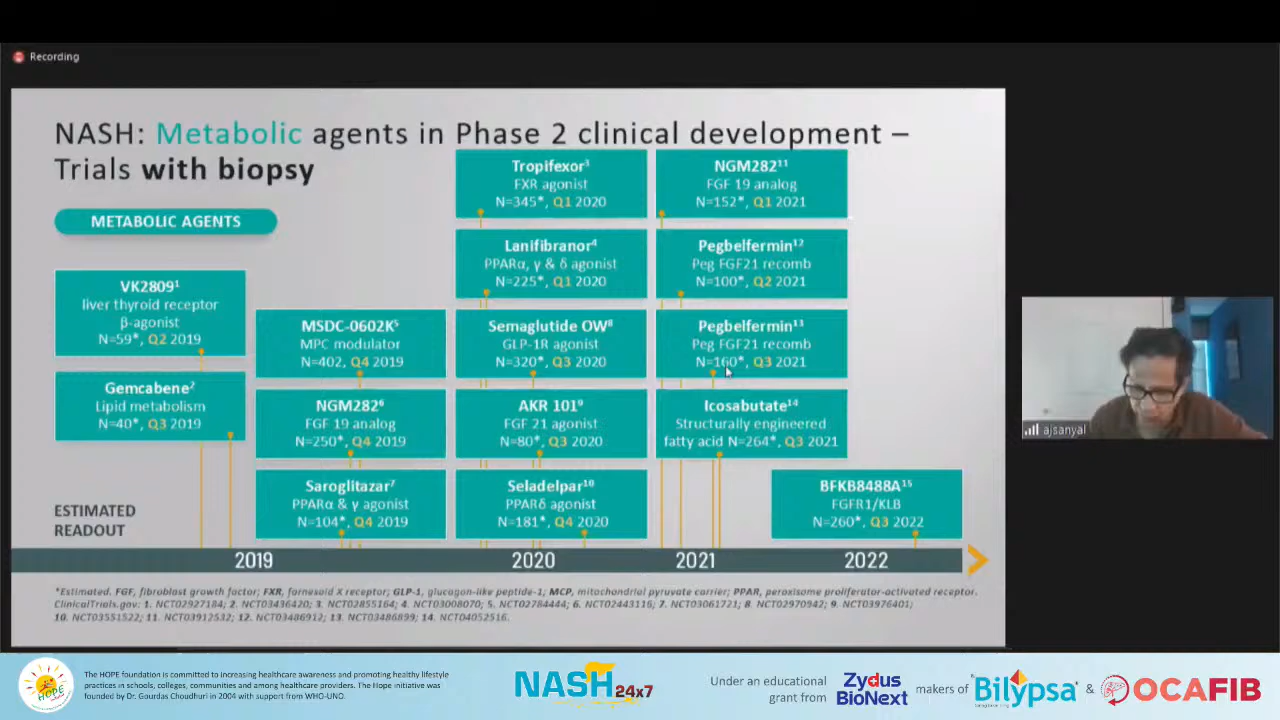 Recording
NASH: Metabolic agents in Phase 2 clinical development –
Trials with biopsy
METABOLIC AGENTS
VK2809¹
liver thyroid receptor
β-agonist
N=59*, Q2 2019
Gemcabene²
Lipid metabolism
N=40*, Q3 2019
MSDC-0602K⁵
MPC modulator
N=402, Q4 2019
NGM282⁶
FGF 19 analog
N=250*, Q4 2019
Saroglitazar⁷
PPARα & γ agonist
N=104*, Q4 2019
Tropifexor³
FXR agonist
N=345*, Q1 2020
Lanifibranor⁴
PPARα, γ & δ agonist
N=225*, Q1 2020
Semaglutide OW⁸
GLP-1R agonist
N=320*, Q3 2020
AKR 101⁹
FGF 21 agonist
N=80*, Q3 2020
Seladelpar¹⁰
PPARδ agonist
N=181*, Q4 2020
NGM282¹¹
FGF 19 analog
N=152*, Q1 2021
Pegbelfermin¹²
Peg FGF21 recomb
N=100*, Q2 2021
Pegbelfermin¹³
Peg FGF21 recomb
N=160*, Q3 2021
Icosabutate¹⁴
Structurally engineered
fatty acid N=264*, Q3 2021
BFKB8488A¹⁵
FGFR1/KLB
N=260*, Q3 2022
ESTIMATED
READOUT
2019 2020 2021 2022
*Estimated. FGF, fibroblast growth factor; FXR, farnesoid X receptor; GLP-1, glucagon-like peptide-1; MCP, mitochondrial pyruvate carrier; PPAR, peroxisome proliferator-activated receptor.
ClinicalTrials.gov: 1. NCT02927184; 2. NCT03436420; 3. NCT02855164; 4. NCT03008070; 5. NCT02784444; 6. NCT02443116; 7. NCT03061721; 8. NCT02970942; 9. NCT03976401;
10. NCT03551522; 11. NCT03912532; 12. NCT03486912; 13. NCT03486899; 14. NCT04052516.
ajsanyal
HOPE
The HOPE foundation is committed to increasing healthcare awareness and promoting healthy lifestyle
practices in schools, colleges, communities and among healthcare providers. The Hope initiative was
founded by Dr. Gourdas Choudhuri in 2004 with support from WHO-UNO.
NASH 24x7
Under an educational
grant from
Zydus
BioNext
makers of
Bilypsa
&
OCAFIB